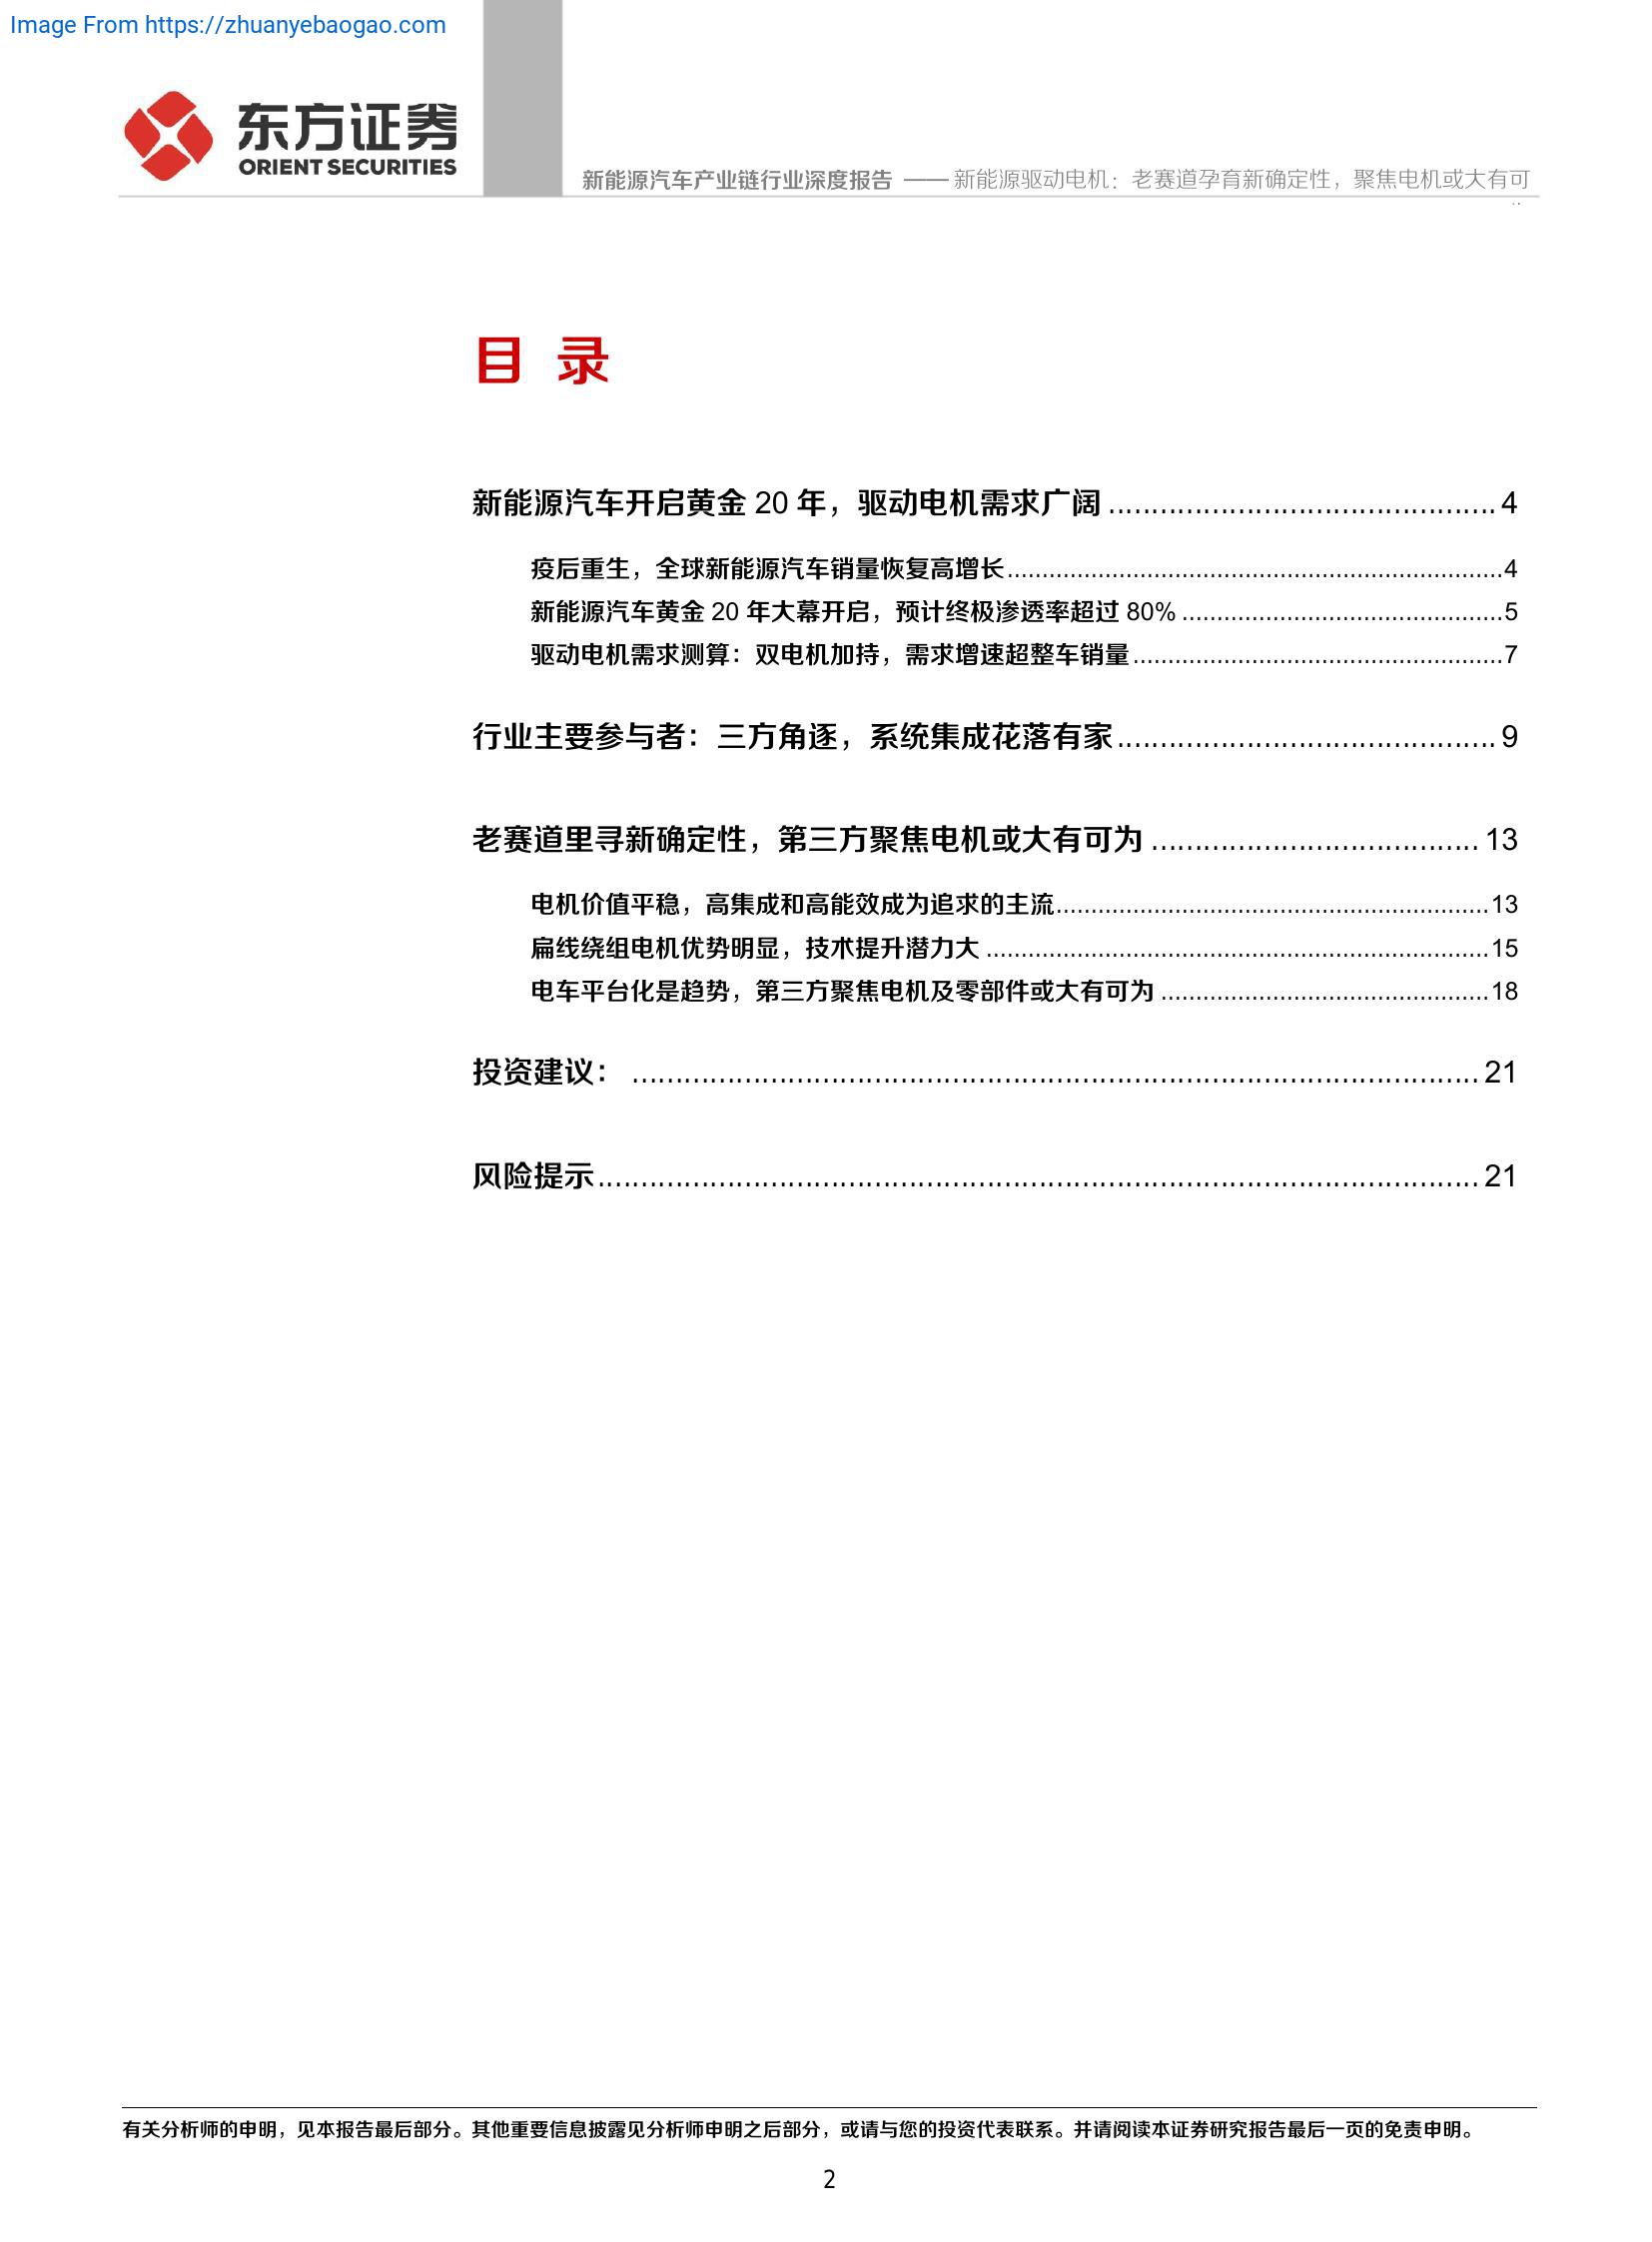 Image From https://zhuanyebaogao.com
东方证券
ORIENT SECURITIES
新能源汽车产业链行业深度报告 —— 新能源驱动电机：老赛道孕育新确定性，聚焦电机或大有可
目 录
新能源汽车开启黄金 20 年，驱动电机需求广阔 ............................................. 4
疫后重生，全球新能源汽车销量恢复高增长.......................................................................4
新能源汽车黄金 20 年大幕开启，预计终极渗透率超过 80% ..............................................5
驱动电机需求测算：双电机加持，需求增速超整车销量.....................................................7
行业主要参与者：三方角逐，系统集成花落有家............................................ 9
老赛道里寻新确定性，第三方聚焦电机或大有可为 ...................................... 13
电机价值平稳，高集成和高能效成为追求的主流..............................................................13
扁线绕组电机优势明显，技术提升潜力大 ........................................................................15
电车平台化是趋势，第三方聚焦电机及零部件或大有可为 ...............................................18
投资建议： .................................................................................................. 21
风险提示...................................................................................................... 21
有关分析师的申明，见本报告最后部分。其他重要信息披露见分析师申明之后部分，或请与您的投资代表联系。并请阅读本证券研究报告最后一页的免责申明。
2